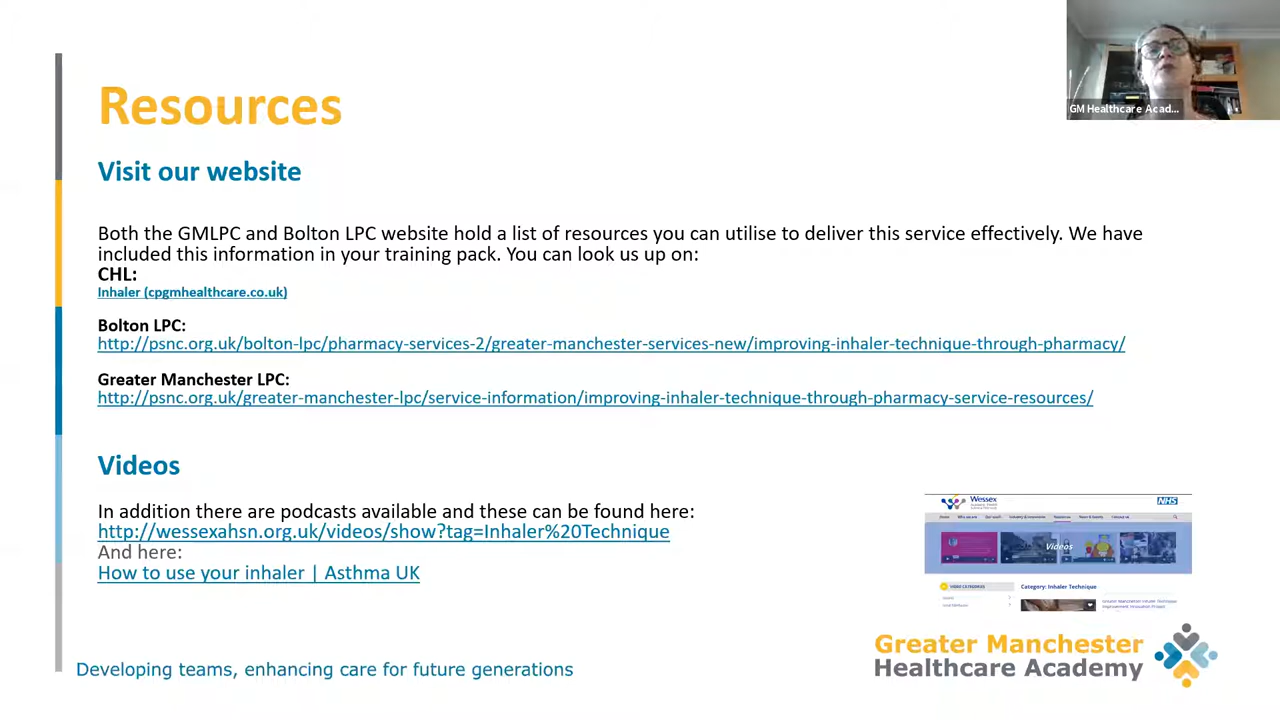 GM Healthcare Acad...
Resources
Visit our website
Both the GMLPC and Bolton LPC website hold a list of resources you can utilise to deliver this service effectively. We have
included this information in your training pack. You can look us up on:
CHL:
Inhaler (cpgmhealthcare.co.uk)
Bolton LPC:
http://psnc.org.uk/bolton-lpc/pharmacy-services-2/greater-manchester-services-new/improving-inhaler-technique-through-pharmacy/
Greater Manchester LPC:
http://psnc.org.uk/greater-manchester-lpc/service-information/improving-inhaler-technique-through-pharmacy-service-resources/
Videos
In addition there are podcasts available and these can be found here:
http://wessexahsn.org.uk/videos/show?tag=Inhaler%20Technique
And here:
How to use your inhaler | Asthma UK
Wessex
NHS
Videos
VIDEO CATEGORIES
Category: Inhaler Technique
Greater Manchester
Healthcare Academy
Developing teams, enhancing care for future generations